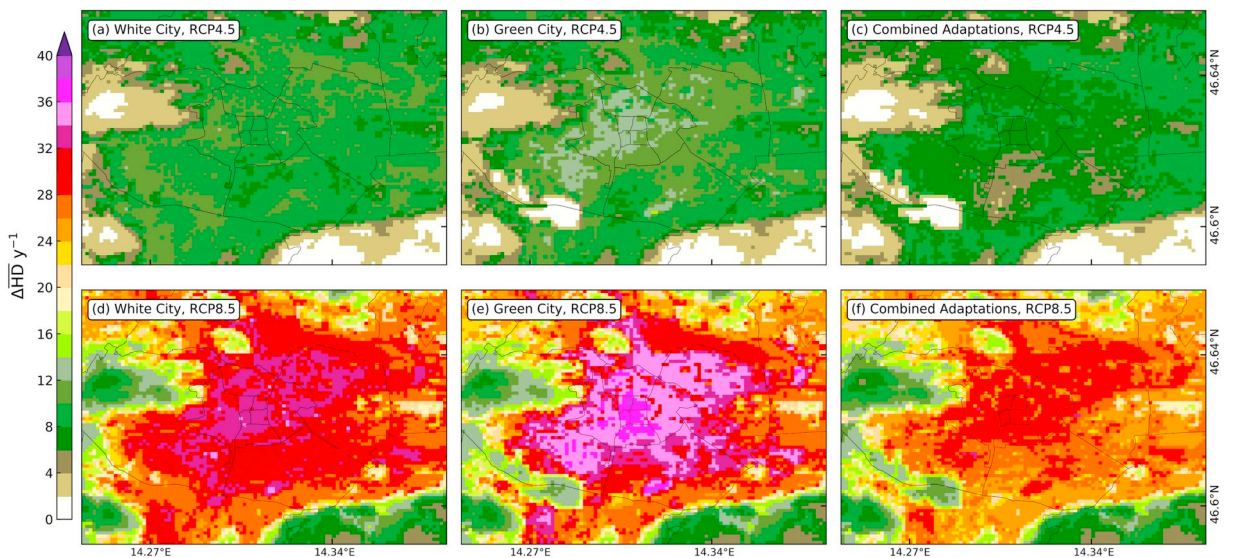 (a) White City, RCP4.5
(b) Green City, RCP4.5
(c) Combined Adaptations, RCP4.5
40
36
32
28
24
20
16
12
8
4
0
ΔHD y⁻¹
46.64°N
46.6°N
(d) White City, RCP8.5
(e) Green City, RCP8.5
(f) Combined Adaptations, RCP8.5
46.64°N
46.6°N
14.27°E
14.34°E
14.27°E
14.34°E
14.27°E
14.34°E